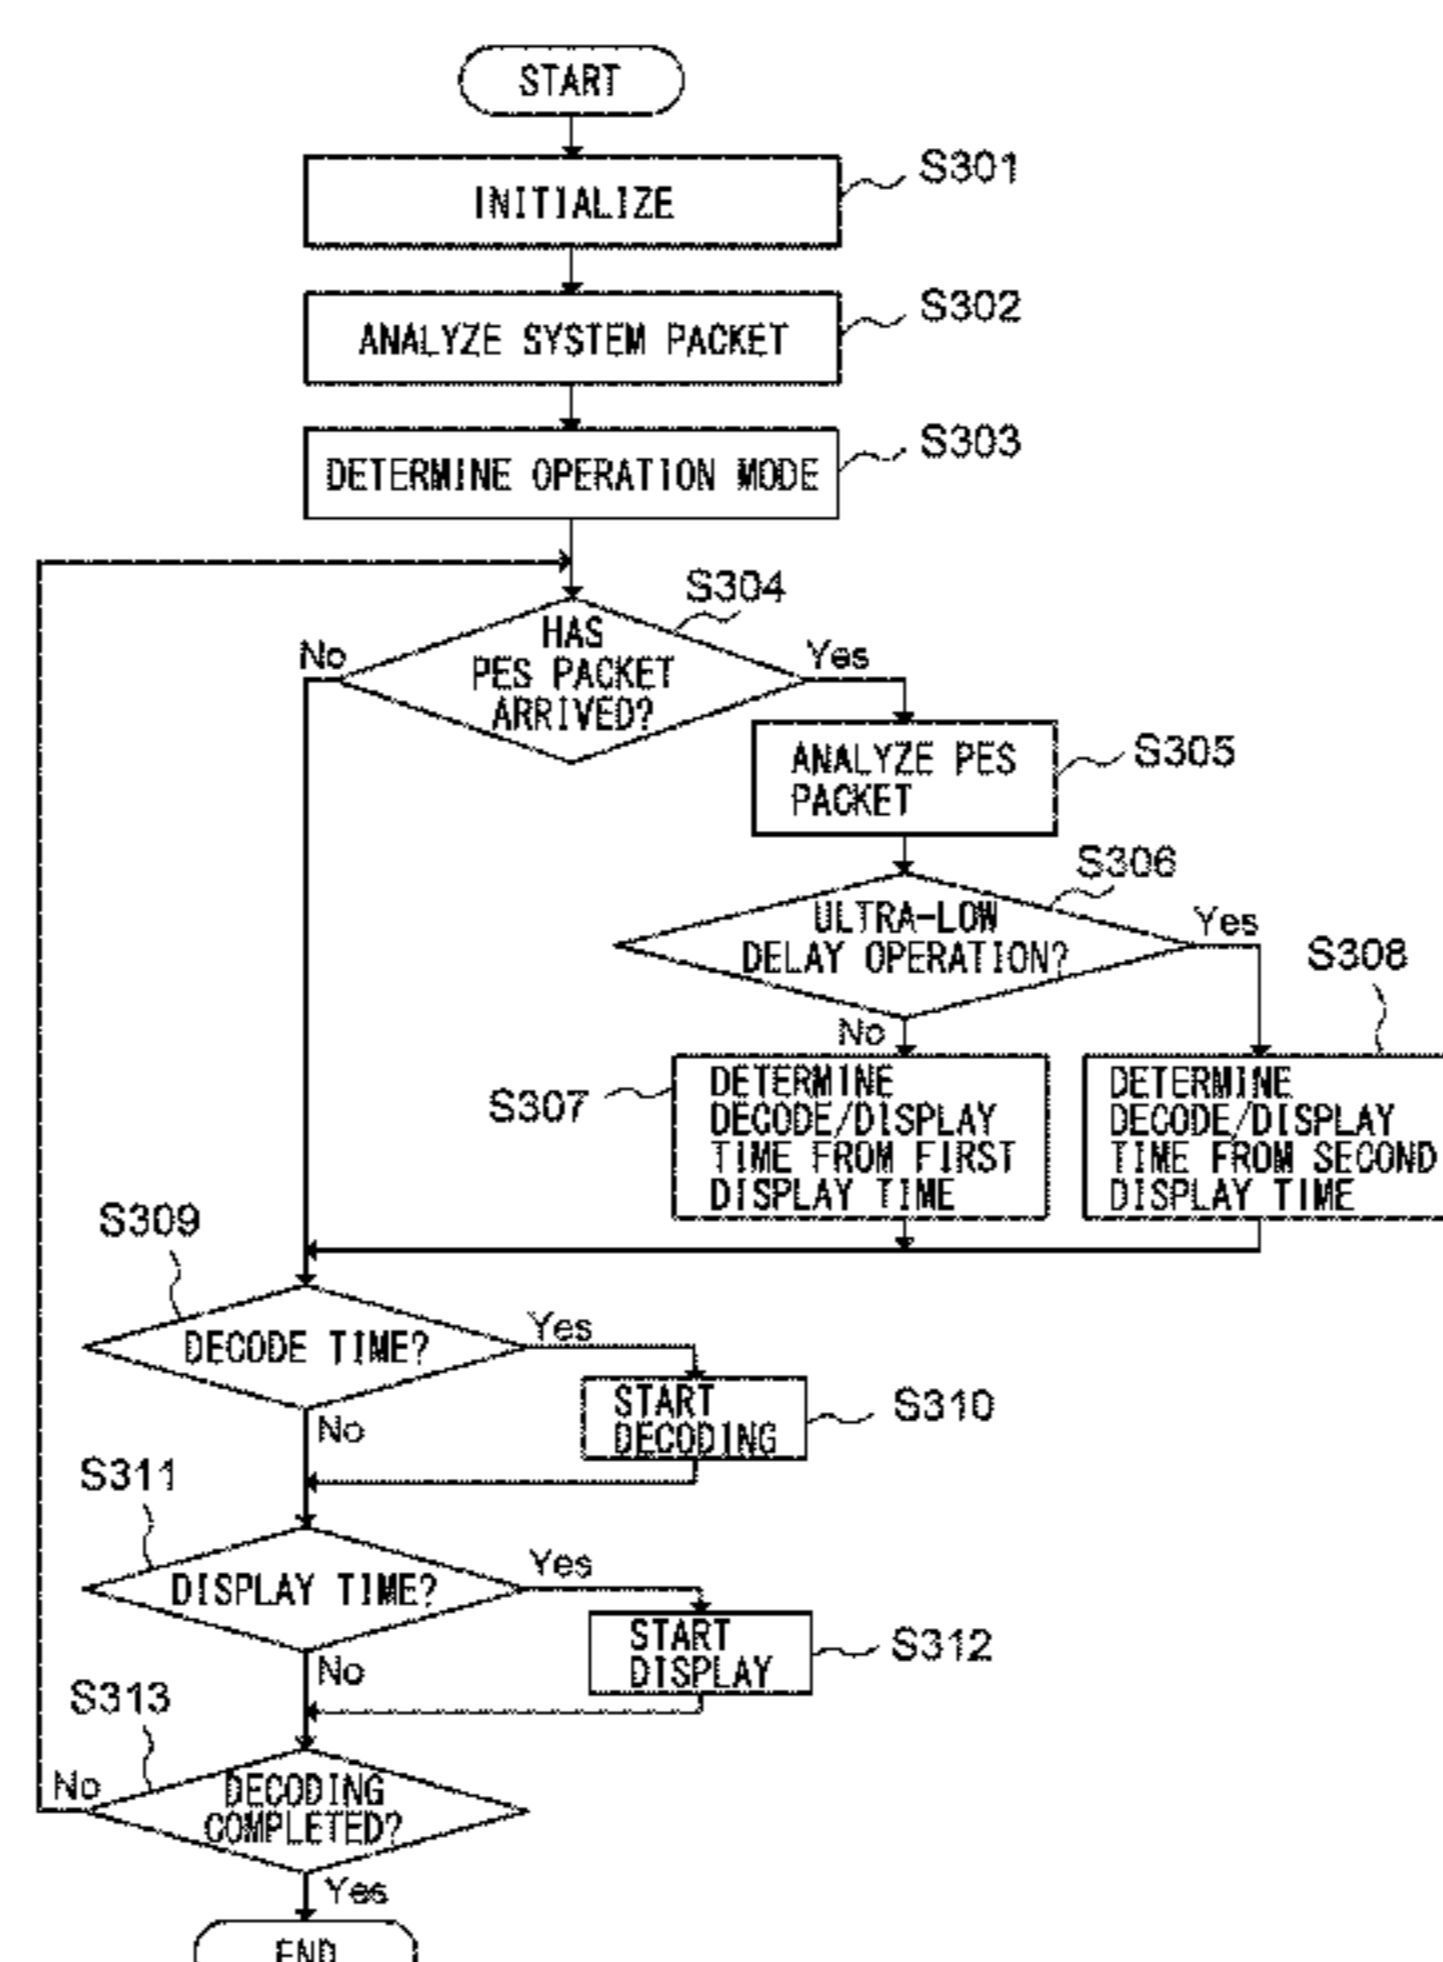 START
INITIALIZE
S301
ANALYZE SYSTEM PACKET
S302
DETERMINE OPERATION MODE
S303
S304
HAS
PES PACKET
ARRIVED?
No
Yes
ANALYZE PES
PACKET
S305
S306
ULTRA-LOW
DELAY OPERATION?
Yes
No
S307
DETERMINE
DECODE/DISPLAY
TIME FROM FIRST
DISPLAY TIME
S308
DETERMINE
DECODE/DISPLAY
TIME FROM SECOND
DISPLAY TIME
S309
DECODE TIME?
Yes
No
START
DECODING
S310
S311
DISPLAY TIME?
Yes
No
START
DISPLAY
S312
S313
DECODING
COMPLETED?
No
Yes
END